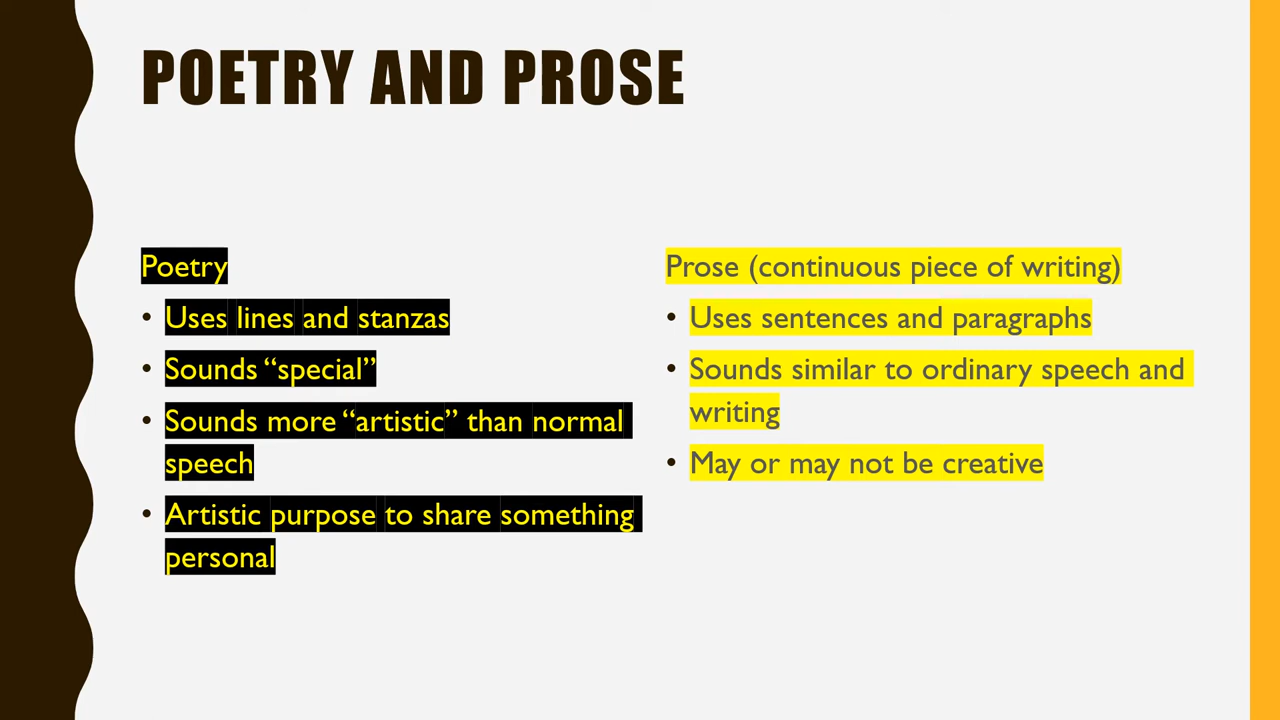 POETRY AND PROSE
Poetry
• Uses lines and stanzas
• Sounds “special”
• Sounds more “artistic” than normal
speech
• Artistic purpose to share something
personal
Prose (continuous piece of writing)
• Uses sentences and paragraphs
• Sounds similar to ordinary speech and
writing
• May or may not be creative